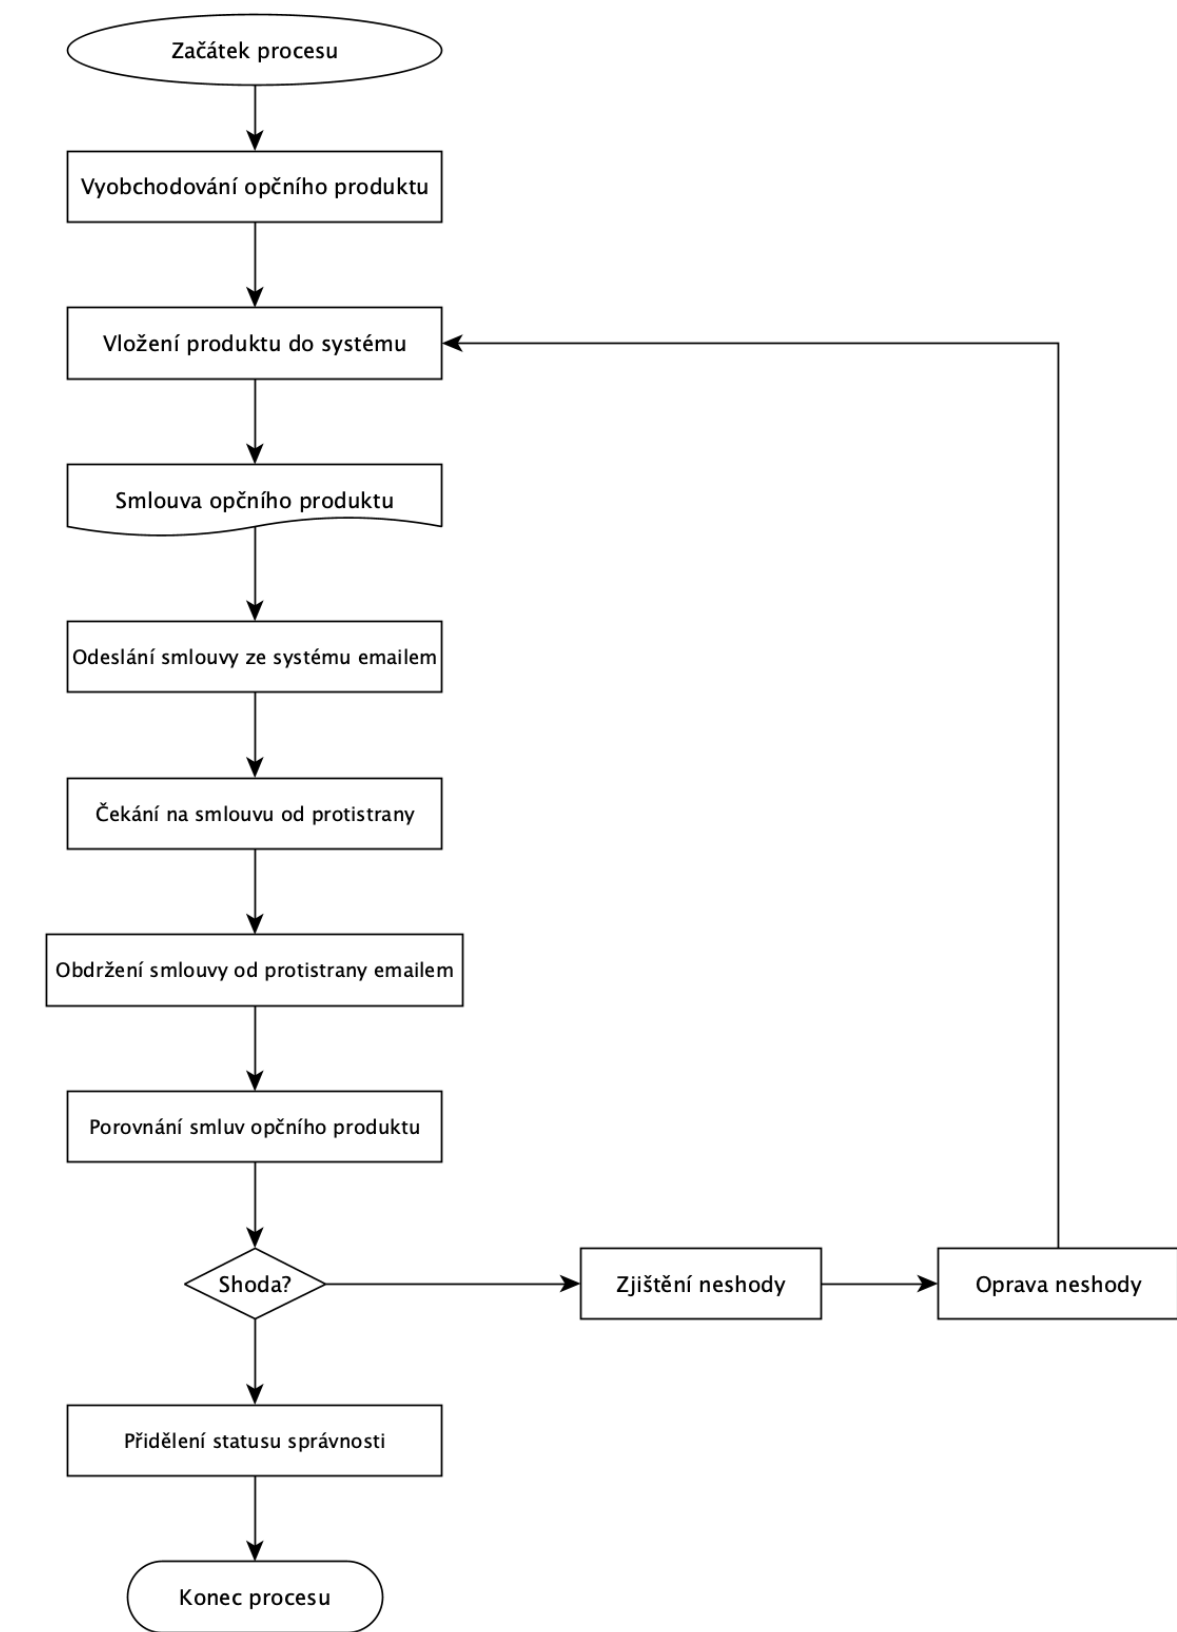 Začátek procesu
Vyobchodování opčního produktu
Vložení produktu do systému
Smlouva opčního produktu
Odeslání smlouvy ze systému emailem
Čekání na smlouvu od protistrany
Obdržení smlouvy od protistrany emailem
Porovnání smluv opčního produktu
Shoda?
Zjištění neshody
Oprava neshody
Přidělení statusu správnosti
Konec procesu